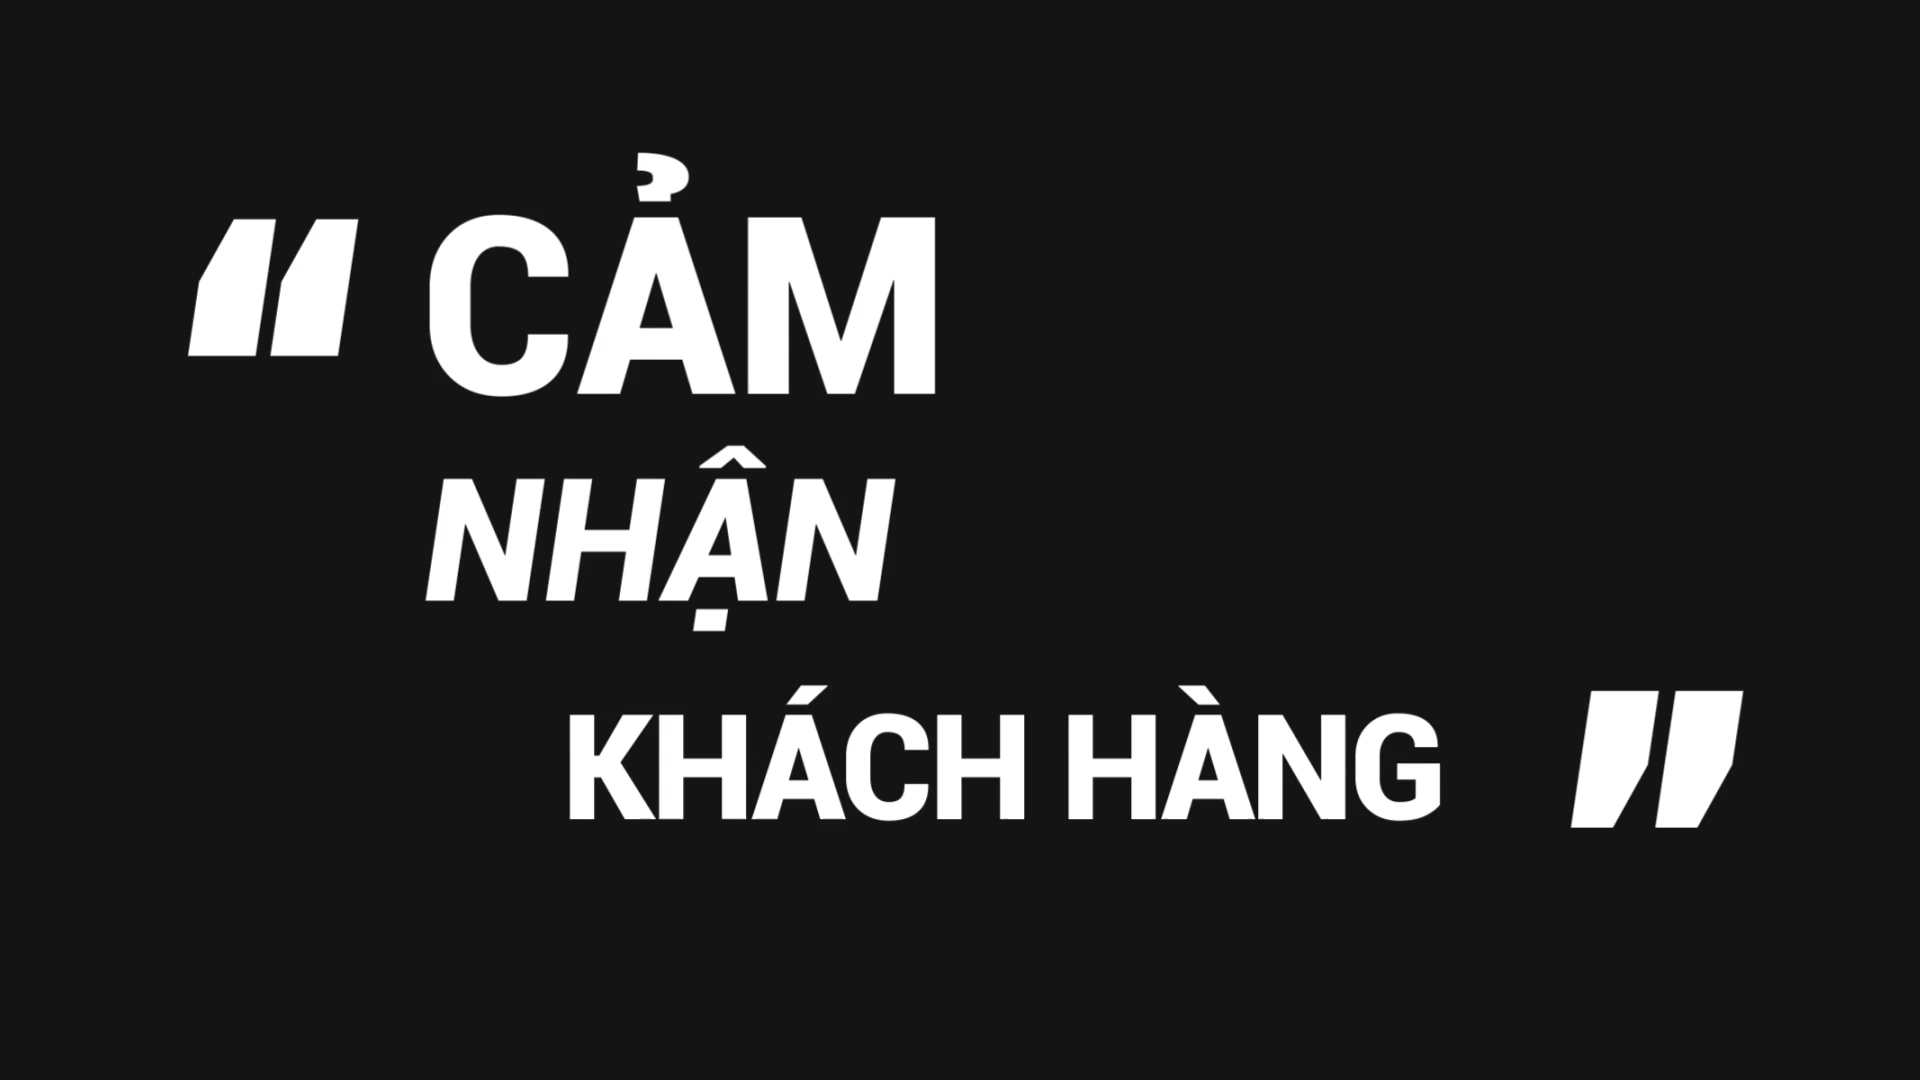 “ CẢM
NHẬN
KHÁCH HÀNG ”